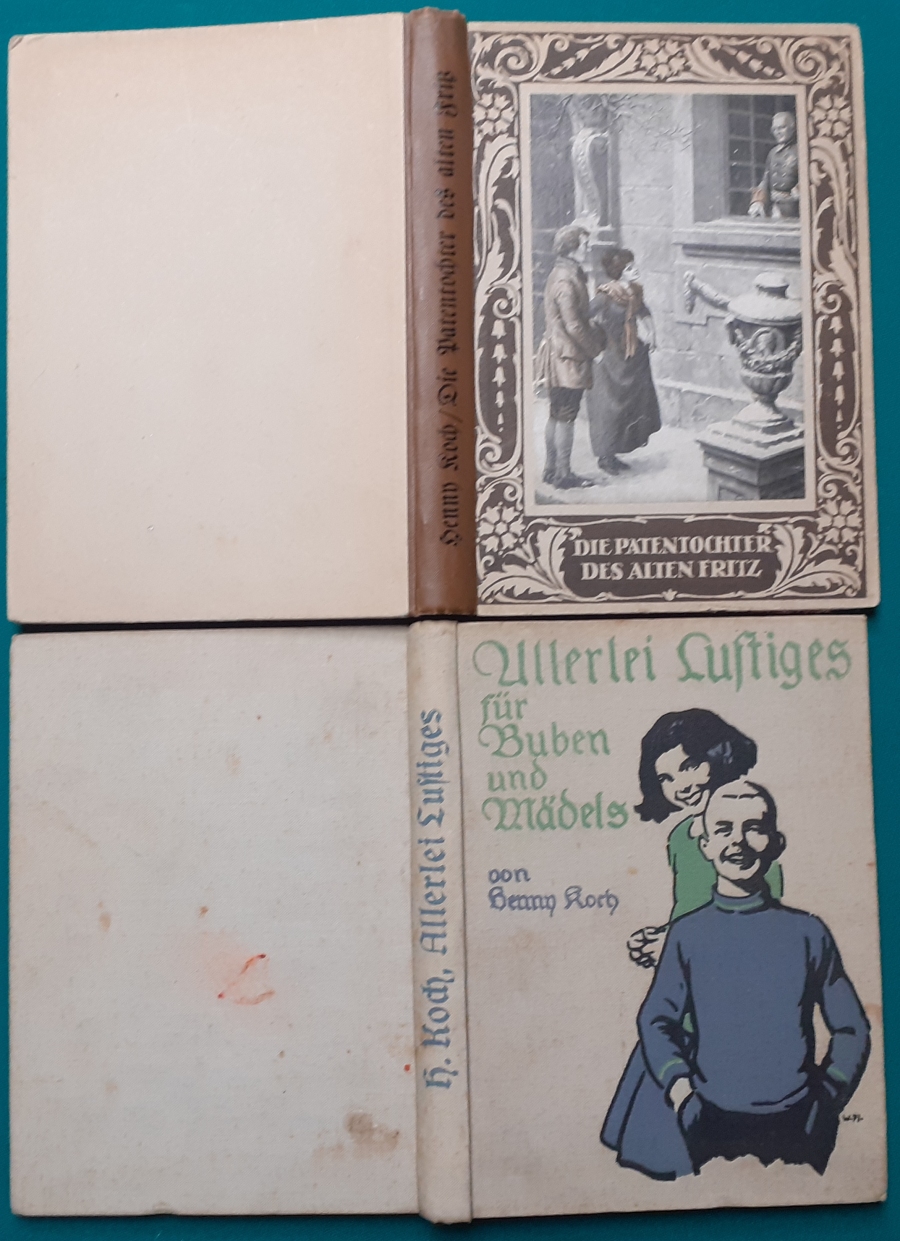 Henny Koch / Die Patentochter des alten Fritz
DIE PATENTOCHTER
DES ALTEN FRITZ
H. Koch, Allerlei Luſtiges
Allerlei Luſtiges
für
Buben
und
Mädels
von
Henny Koch